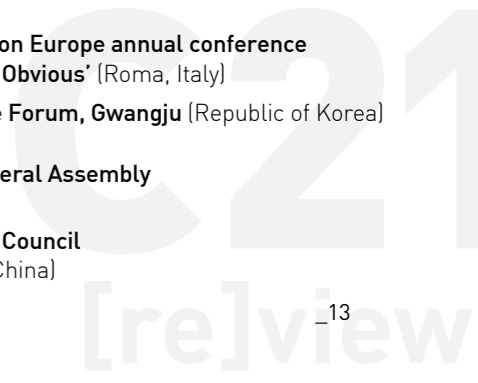 on Europe annual conference
Obvious’ (Roma, Italy)
Forum, Gwangju (Republic of Korea)
eral Assembly
Council
China)
_13
C21
[re]view